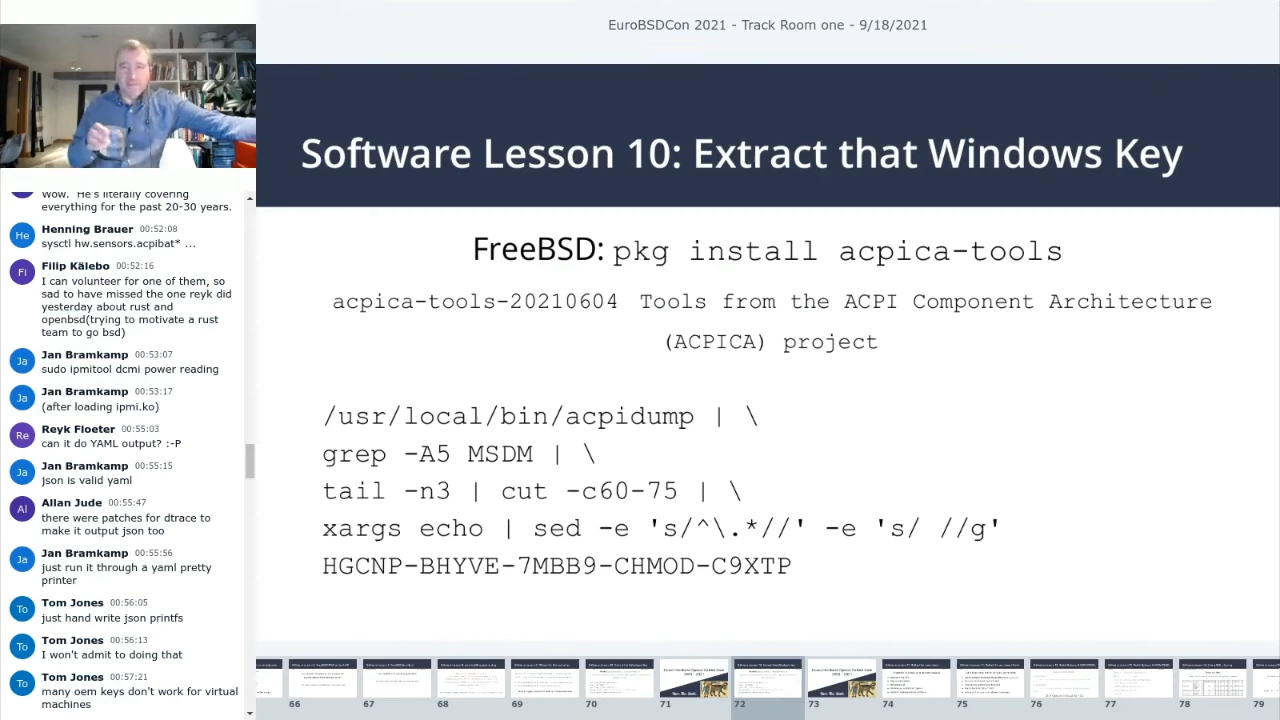 EuroBSDCon 2021 - Track Room one - 9/18/2021
Software Lesson 10: Extract that Windows Key
FreeBSD: pkg install acpica-tools
acpica-tools-20210604 Tools from the ACPI Component Architecture
(ACPICA) project
/usr/local/bin/acpidump | \
grep -A5 MSDM | \
tail -n3 | cut -c60-75 | \
xargs echo | sed -e 's/^\.*//' -e 's/ //g'
HGCNP-BHYVE-7MBB9-CHMOD-C9XTP
Wow. He's literally covering
everything for the past 20-30 years.
He
Henning Brauer 00:52:08
sysctl hw.sensors.acpibat* ...
Fi
Filip Kälebo 00:52:16
I can volunteer for one of them, so
sad to have missed the one reyk did
yesterday about rust and
openbsd(trying to motivate a rust
team to go bsd)
Ja
Jan Bramkamp 00:53:07
sudo ipmitool dcmi power reading
Ja
Jan Bramkamp 00:53:17
(after loading ipmi.ko)
Re
Reyk Floeter 00:55:03
can it do YAML output? :-P
Ja
Jan Bramkamp 00:55:15
json is valid yaml
Al
Allan Jude 00:55:47
there were patches for dtrace to
make it output json too
Ja
Jan Bramkamp 00:55:56
just run it through a yaml pretty
printer
To
Tom Jones 00:56:05
just hand write json printfs
To
Tom Jones 00:56:13
I won't admit to doing that
To
Tom Jones 00:57:21
many oem keys don't work for virtual
machines
66 67 68 69 70 71 72 73 74 75 76 77 78 79